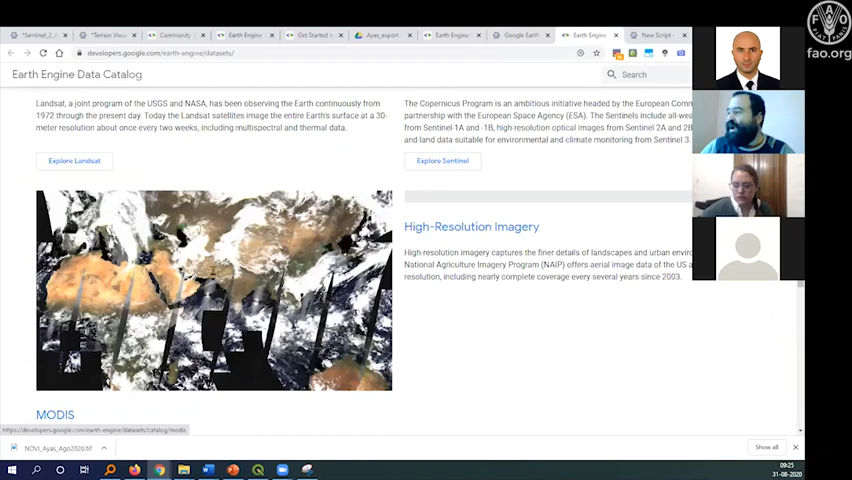 "Sentinel_2_
"Terrain Visua
Community
Earth Engine
Get Started w
Ayas_export -
Earth Engine
Google Earth
Earth Engine
New Script -
developers.google.com/earth-engine/datasets/
Earth Engine Data Catalog
Search
FAO
FIAT PANIS
fao.org
Landsat, a joint program of the USGS and NASA, has been observing the Earth continuously from
1972 through the present day. Today the Landsat satellites image the entire Earth's surface at a 30-
meter resolution about once every two weeks, including multispectral and thermal data.
Explore Landsat
The Copernicus Program is an ambitious initiative headed by the European Comm
partnership with the European Space Agency (ESA). The Sentinels include all-wea
from Sentinel-1A and -1B, high-resolution optical images from Sentinel 2A and 2B
and land data suitable for environmental and climate monitoring from Sentinel 3.
Explore Sentinel
High-Resolution Imagery
High-resolution imagery captures the finer details of landscapes and urban enviro
National Agriculture Imagery Program (NAIP) offers aerial image data of the US a
resolution, including nearly complete coverage every several years since 2003.
MODIS
https://developers.google.com/earth-engine/datasets/catalog/modis
NDVI_Ayas_Ago2020.tif
Show all
09:25
31-08-2020